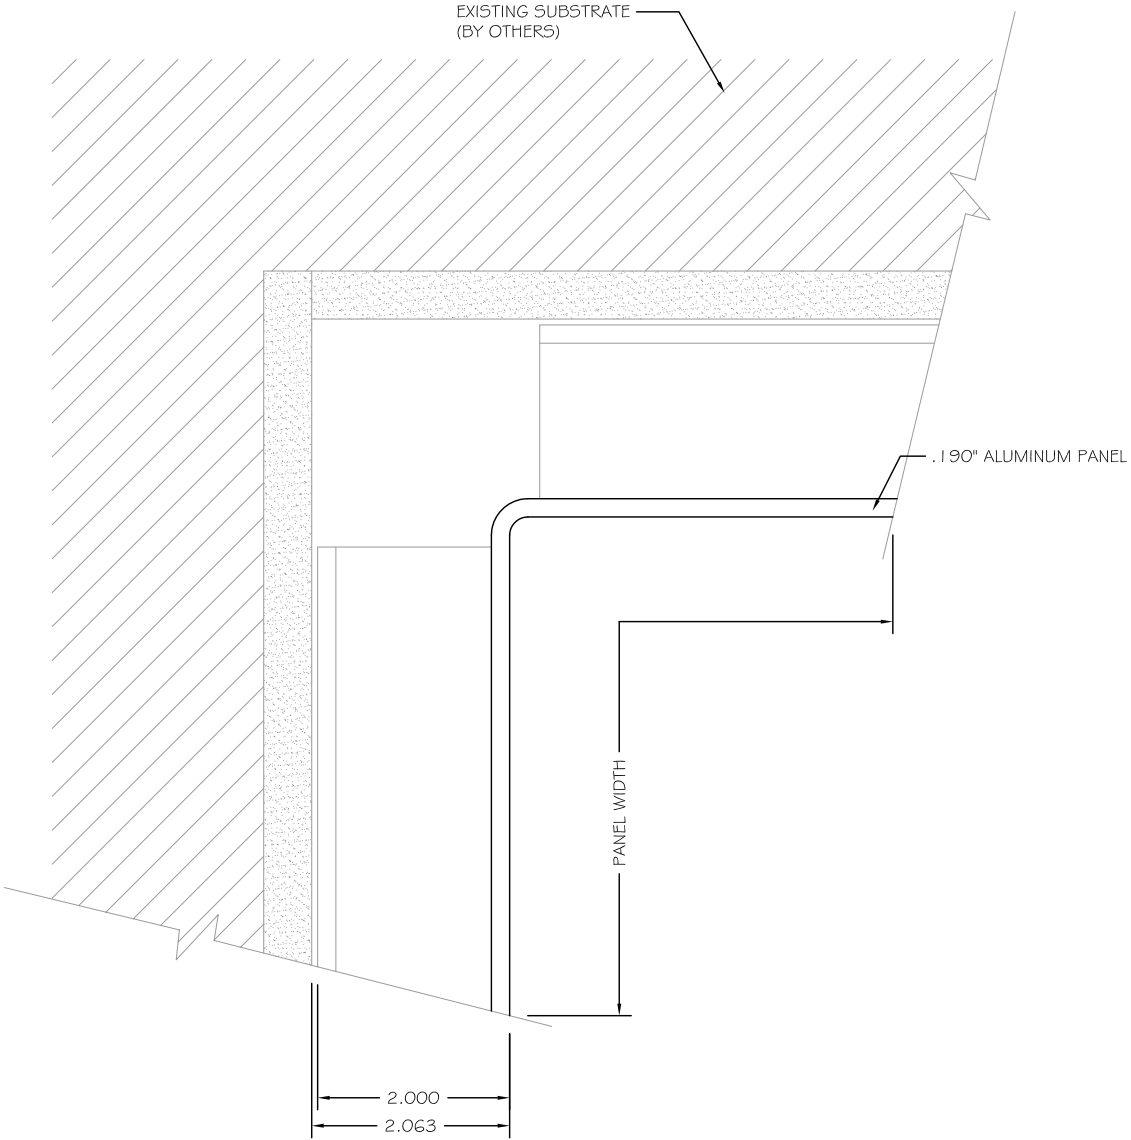 EXISTING SUBSTRATE
(BY OTHERS)
.190" ALUMINUM PANEL
PANEL WIDTH
2.000
2.063